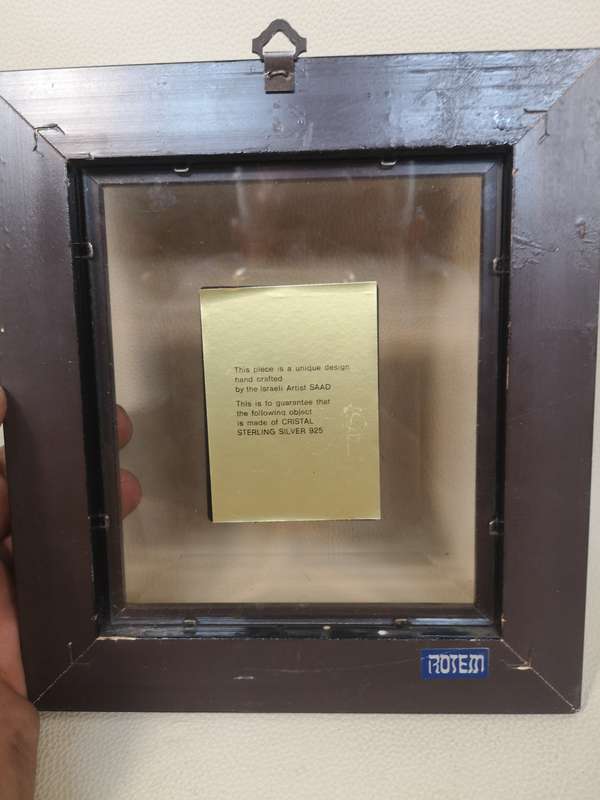 This piece is a unique design
hand crafted
by the Israeli Artist SAAD
This is to guarantee that
the following object
is made of CRISTAL
STERLING SILVER 925
ROTEM